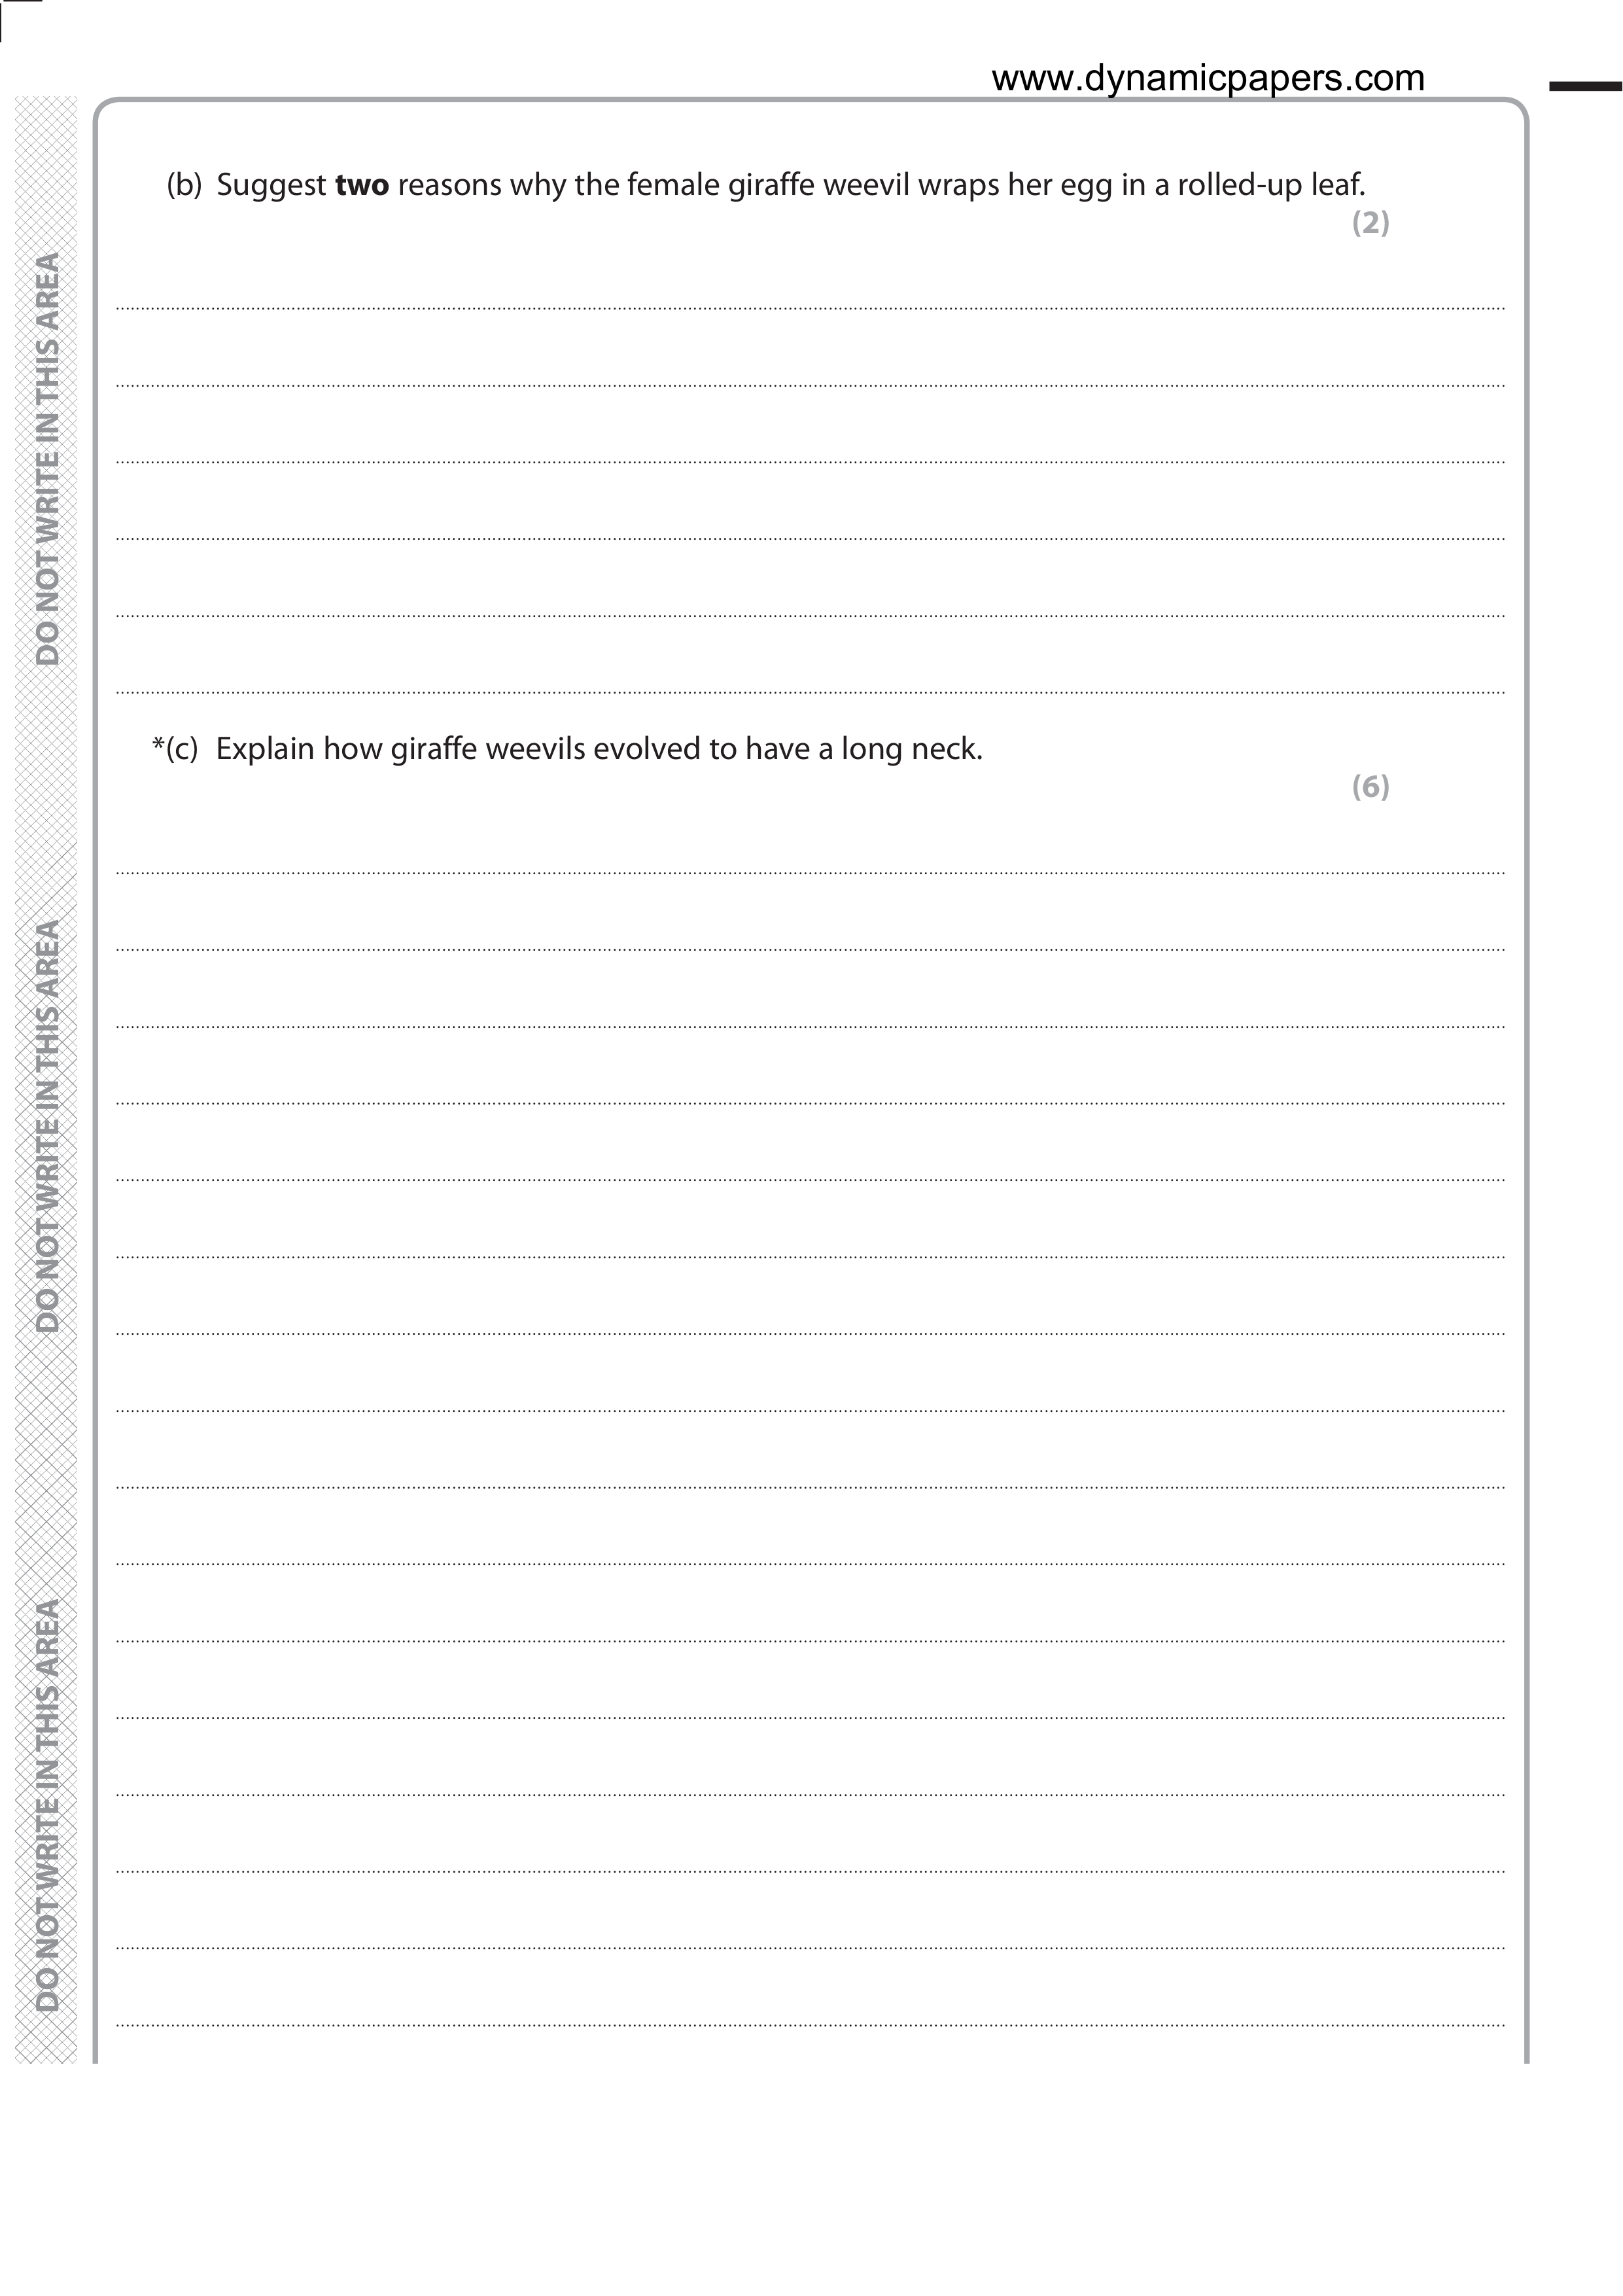 www.dynamicpapers.com
(b) Suggest two reasons why the female giraffe weevil wraps her egg in a rolled-up leaf.
(2)
*(c) Explain how giraffe weevils evolved to have a long neck.
(6)
DO NOT WRITE IN THIS AREA
DO NOT WRITE IN THIS AREA
DO NOT WRITE IN THIS AREA